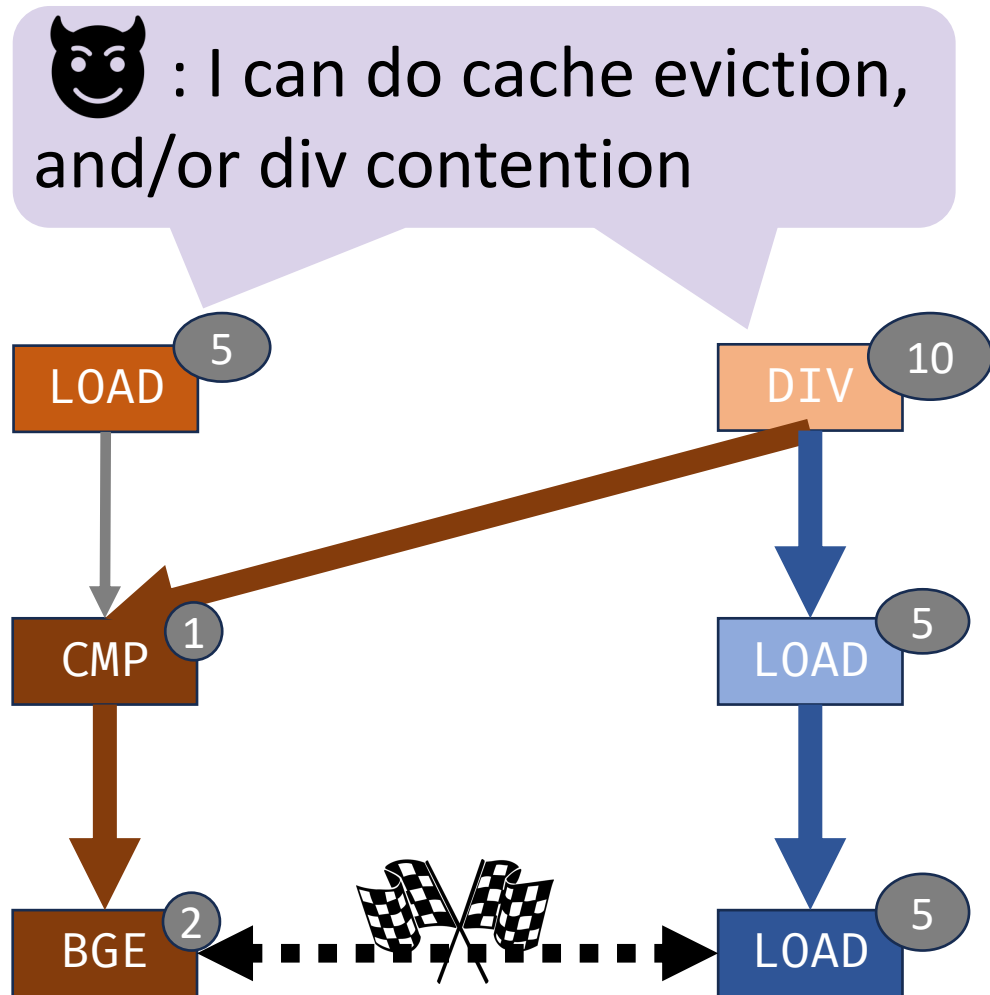 : I can do cache eviction,
and/or div contention
5
10
LOAD
DIV
1
5
CMP
LOAD
2
5
BGE
LOAD